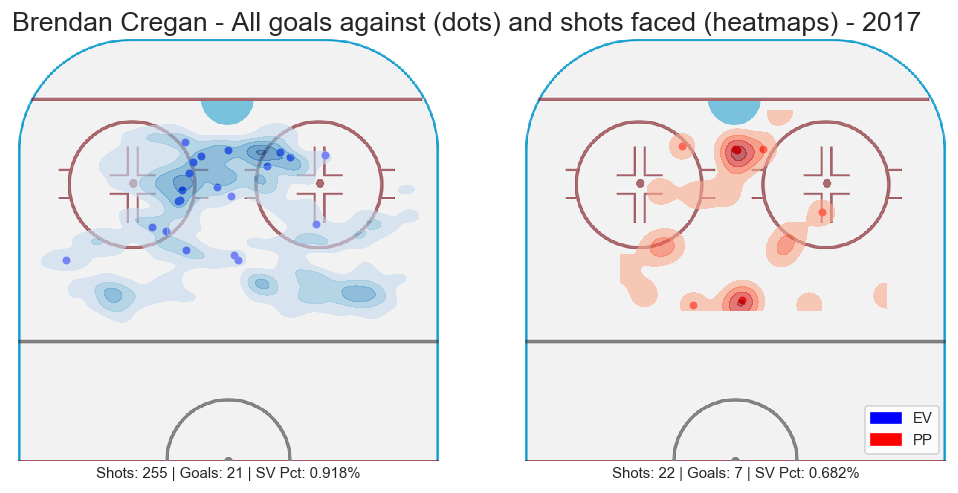 Brendan Cregan - All goals against (dots) and shots faced (heatmaps) - 2017
EV
PP
Shots: 255 | Goals: 21 | SV Pct: 0.918%
Shots: 22 | Goals: 7 | SV Pct: 0.682%